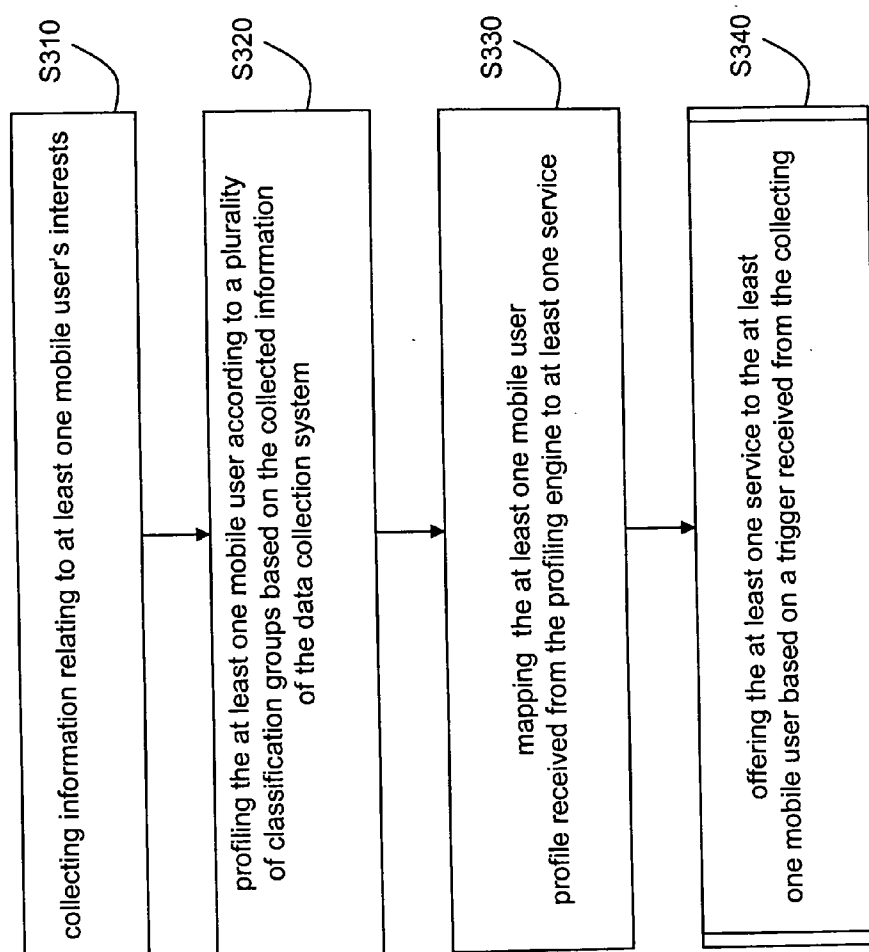 S310
collecting information relating to at least one mobile user's interests
S320
profiling the at least one mobile user according to a plurality
of classification groups based on the collected information
of the data collection system
S330
mapping the at least one mobile user
profile received from the profiling engine to at least one service
S340
offering the at least one service to the at least
one mobile user based on a trigger received from the collecting